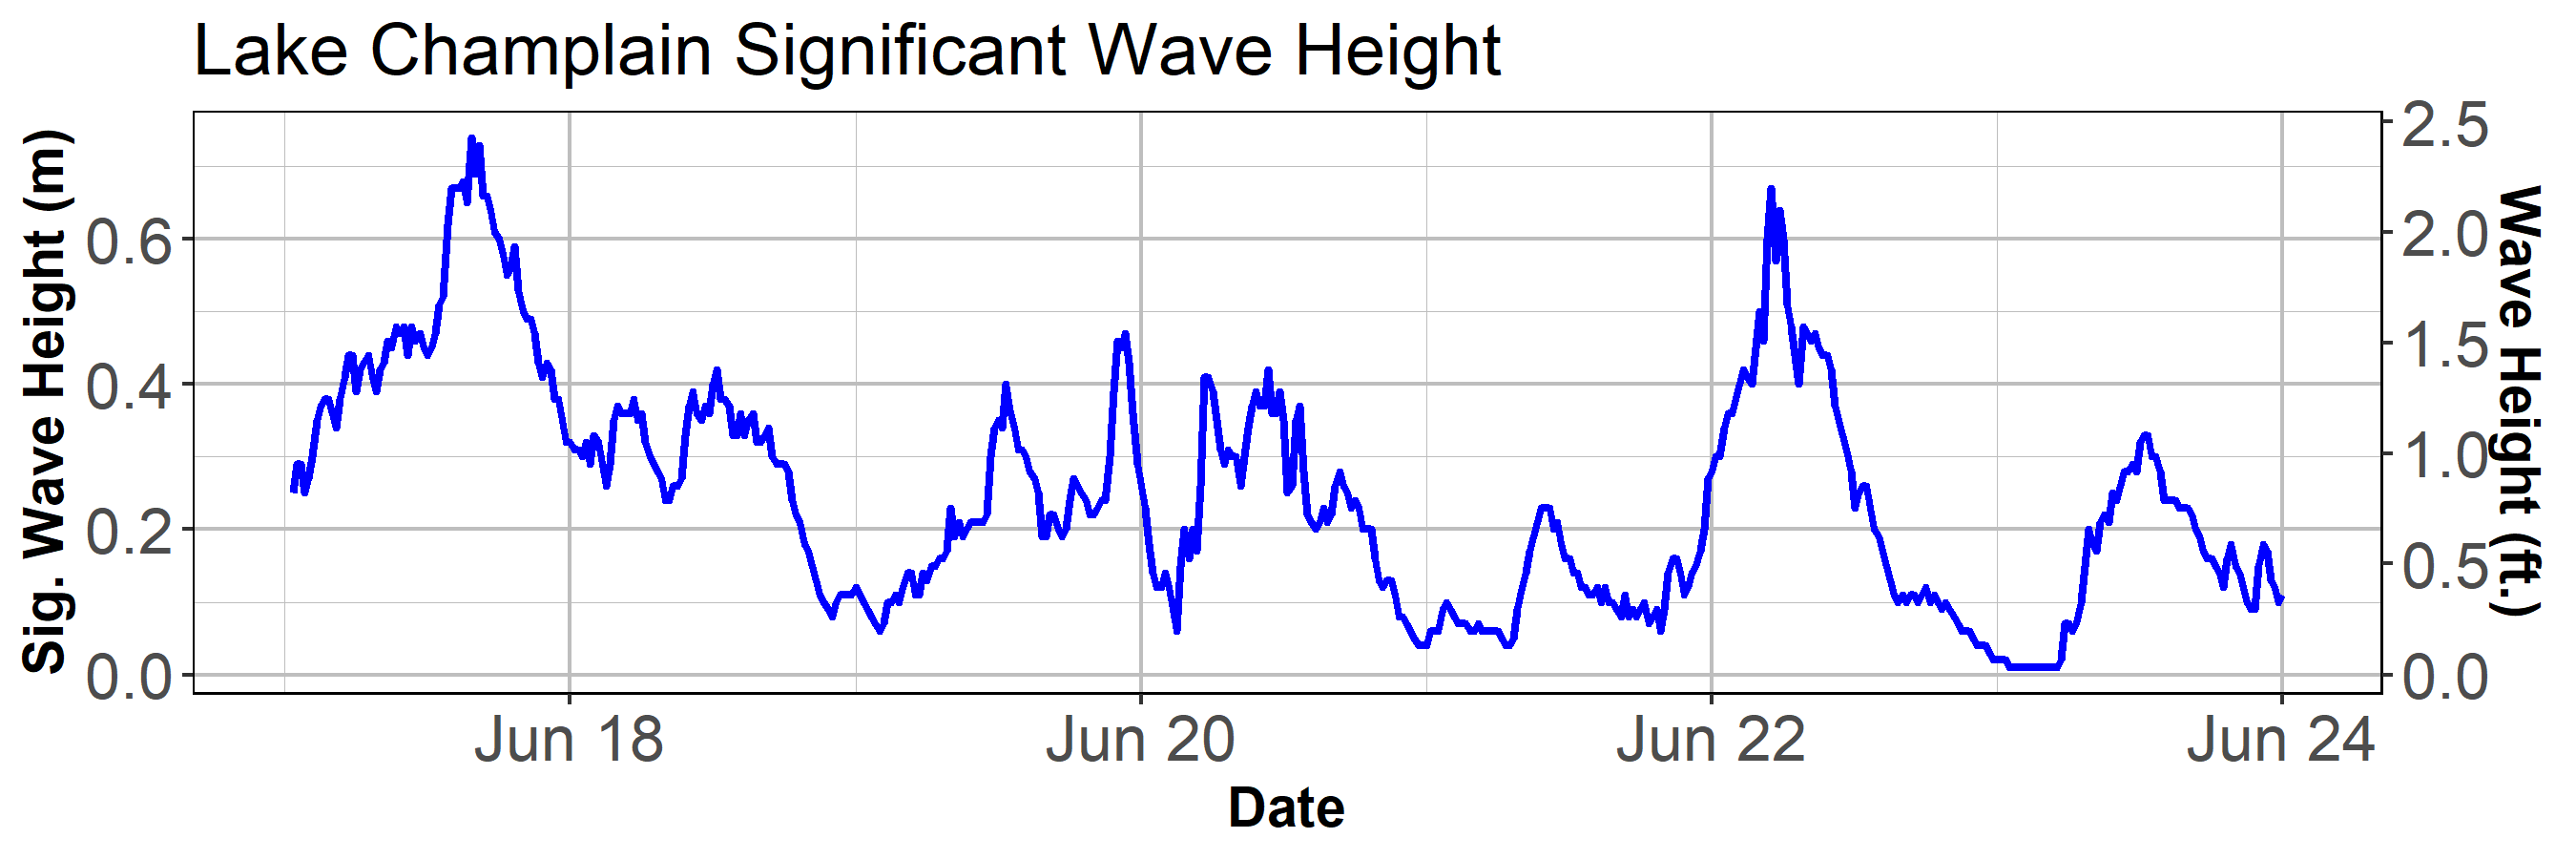 Lake Champlain Significant Wave Height
Sig. Wave Height (m)
0.6
0.4
0.2
0.0
2.5
2.0
1.5
1.0
0.5
0.0
Wave Height (ft.)
Jun 18
Jun 20
Jun 22
Jun 24
Date